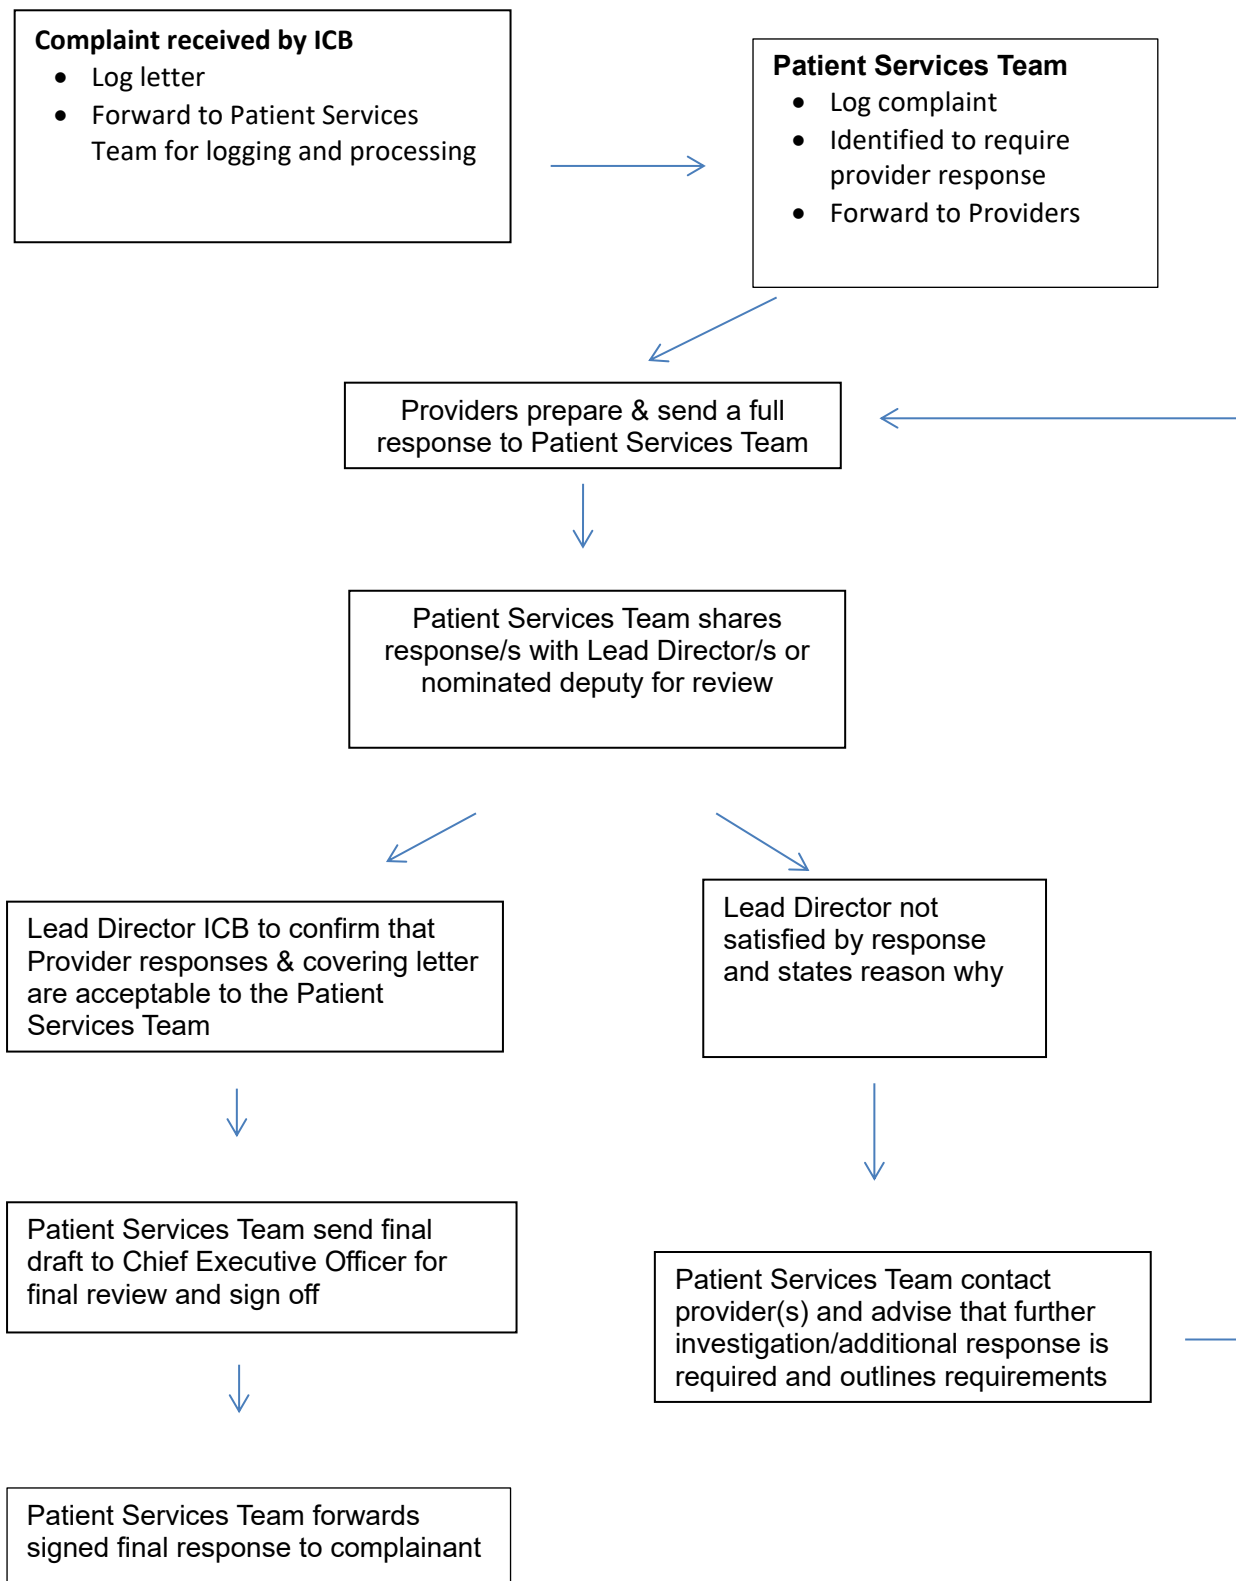 Complaint received by ICB
• Log letter
• Forward to Patient Services
Team for logging and processing
Patient Services Team
• Log complaint
• Identified to require
provider response
• Forward to Providers
Providers prepare & send a full
response to Patient Services Team
Patient Services Team shares
response/s with Lead Director/s or
nominated deputy for review
Lead Director ICB to confirm that
Provider responses & covering letter
are acceptable to the Patient
Services Team
Lead Director not
satisfied by response
and states reason why
Patient Services Team send final
draft to Chief Executive Officer for
final review and sign off
Patient Services Team contact
provider(s) and advise that further
investigation/additional response is
required and outlines requirements
Patient Services Team forwards
signed final response to complainant